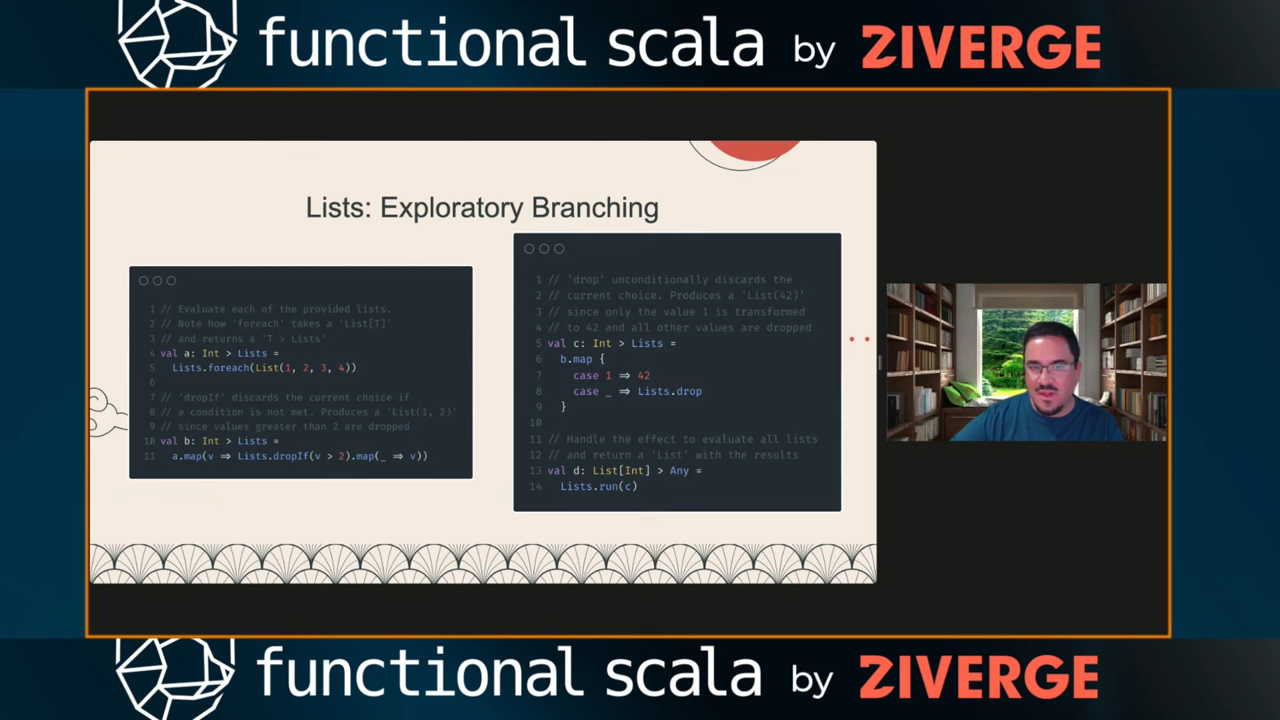 functional scala by ZIVERGE
Lists: Exploratory Branching
1 // Evaluate each of the provided lists.
2 // Note how 'foreach' takes a 'List[T]'
3 // and returns a 'T > Lists'
4 val a: Int > Lists =
5   Lists.foreach(List(1, 2, 3, 4))
6
7 // 'dropIf' discards the current choice if
8 // a condition is not met. Produces a 'List(1, 2)'
9 // since values greater than 2 are dropped
10 val b: Int > Lists =
11   a.map(v ⇒ Lists.dropIf(v > 2).map(_ ⇒ v))
1 // 'drop' unconditionally discards the
2 // current choice. Produces a 'List(42)'
3 // since only the value 1 is transformed
4 // to 42 and all other values are dropped
5 val c: Int > Lists =
6   b.map {
7     case 1 ⇒ 42
8     case _ ⇒ Lists.drop
9   }
10
11 // Handle the effect to evaluate all lists
12 // and return a 'List' with the results
13 val d: List[Int] > Any =
14   Lists.run(c)
functional scala by ZIVERGE